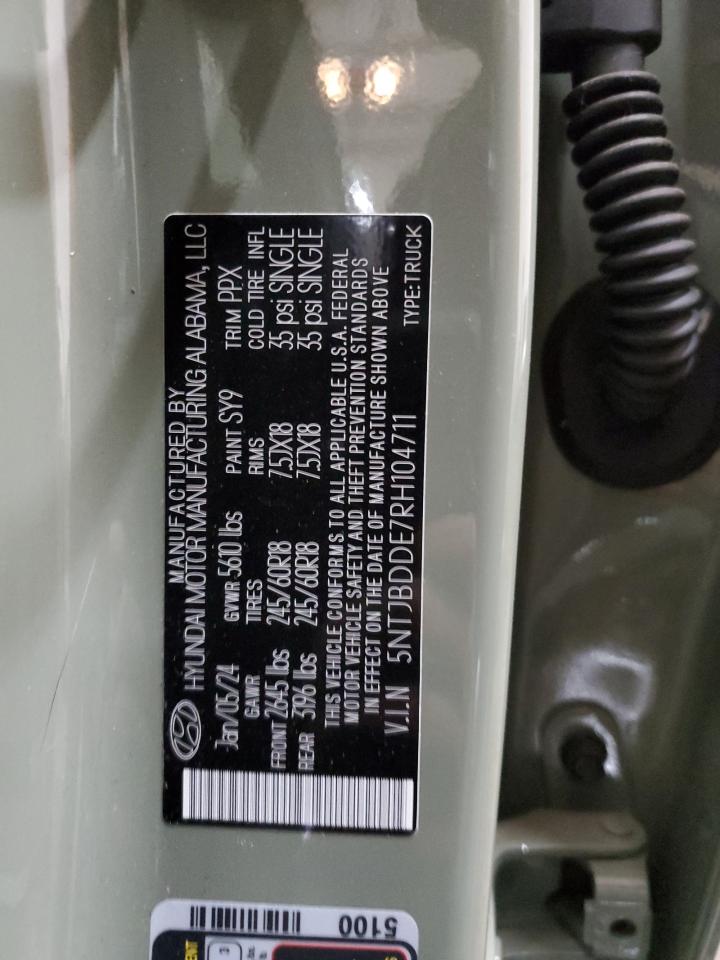 MANUFACTURED BY
HYUNDAI MOTOR MANUFACTURING ALABAMA, LLC
Jan/05/24 GVWR 5610 lbs PAINT SY9 TRIM PPX
GAWR TIRES RIMS COLD TIRE INFL
FRONT 2645 lbs 245/60R18 7.5JX18 35 psi SINGLE
REAR 3196 lbs 245/60R18 7.5JX18 35 psi SINGLE
THIS VEHICLE CONFORMS TO ALL APPLICABLE U.S.A. FEDERAL
MOTOR VEHICLE SAFETY AND THEFT PREVENTION STANDARDS
IN EFFECT ON THE DATE OF MANUFACTURE SHOWN ABOVE
V.I.N 5NTJBDDE7RH104711 TYPE:TRUCK
5100